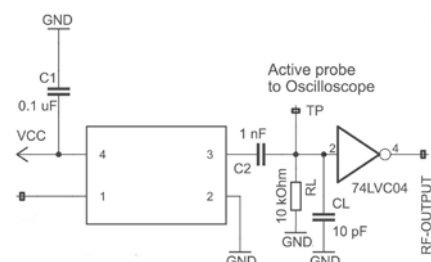 GND
C1
0.1 uF
VCC
4
1
3
2
1 nF
C2
Active probe
to Oscilloscope
TP
2
4
74LVC04
10 kOhm
RL
CL
10 pF
GND
GND
GND
RF-OUTPUT